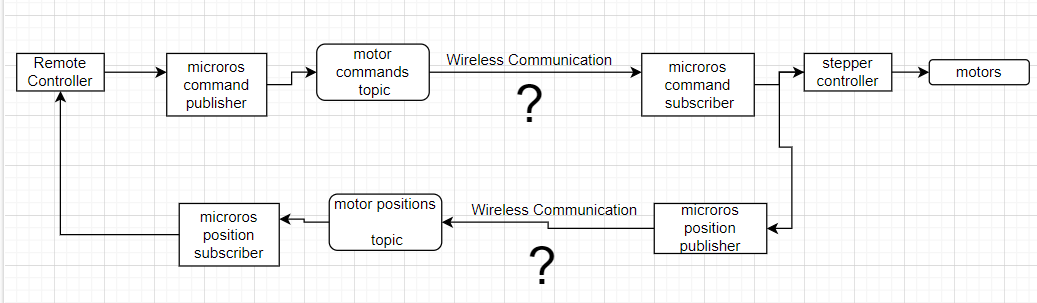 Remote
Controller
microros
command
publisher
motor
commands
topic
Wireless Communication
?
microros
command
subscriber
stepper
controller
motors
microros
position
subscriber
motor positions
topic
Wireless Communication
?
microros
position
publisher